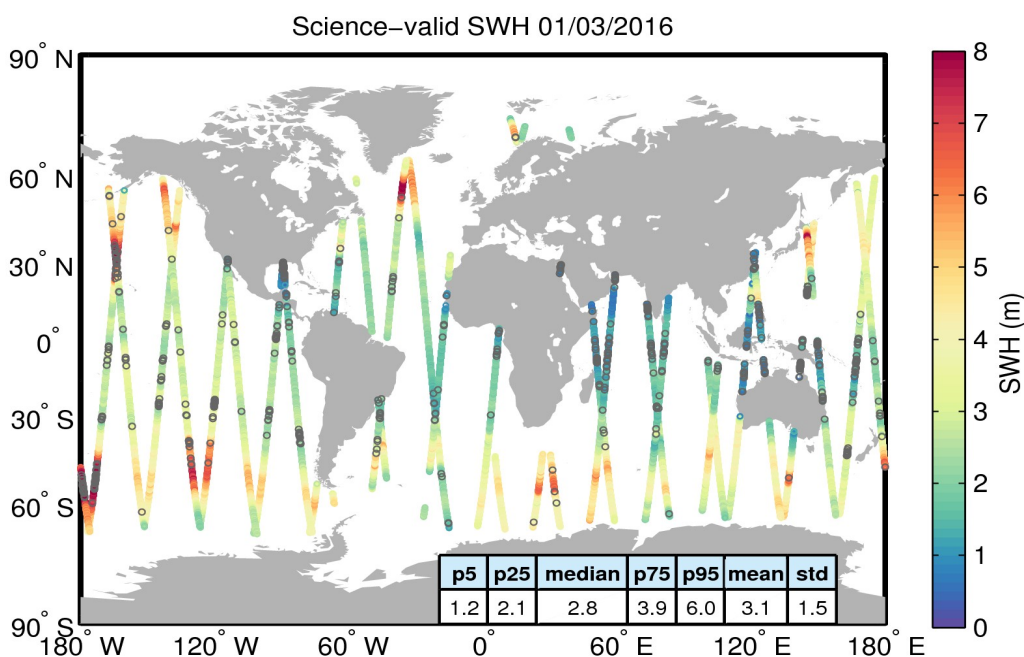 Science−valid SWH 01/03/2016
90° N
60° N
30° N
0°
30° S
60° S
90° S
180° W
120° W
60° W
0°
60° E
120° E
180° E
p5 p25 median p75 p95 mean std
1.2 2.1 2.8 3.9 6.0 3.1 1.5
8
7
6
5
4
3
2
1
0
SWH (m)